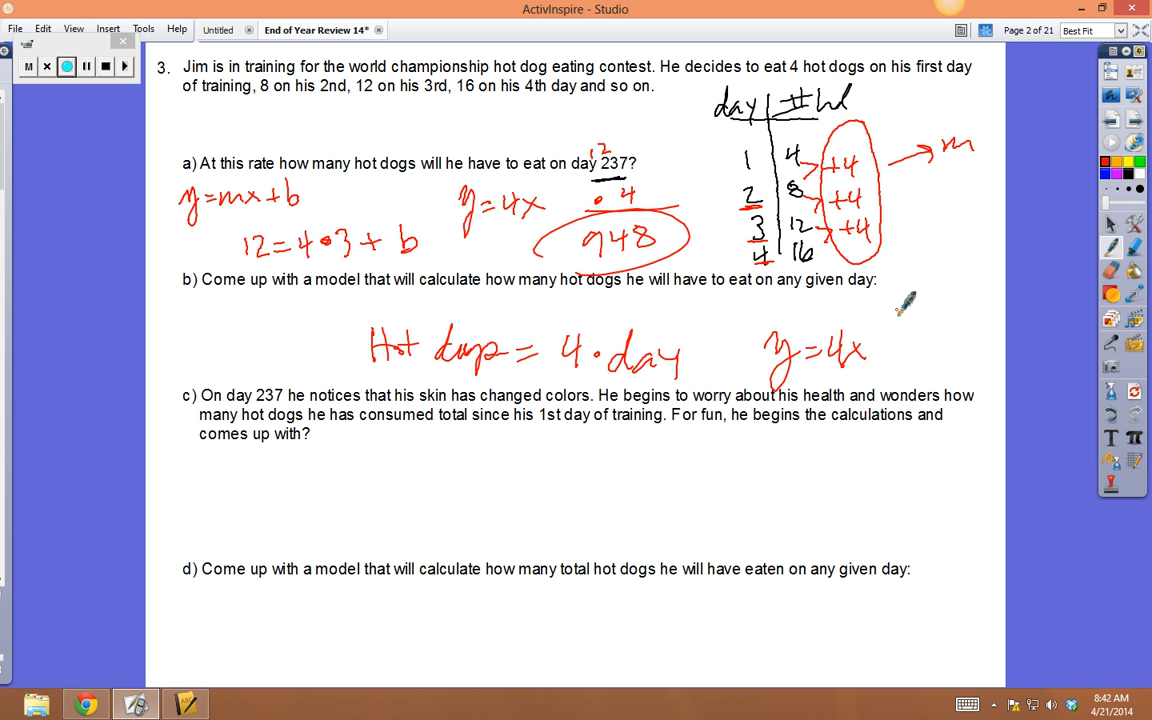 ActivInspire - Studio
File Edit View Insert Tools Help
Untitled
End of Year Review 14*
Page 2 of 21
Best Fit
M
3. Jim is in training for the world championship hot dog eating contest. He decides to eat 4 hot dogs on his first day
of training, 8 on his 2nd, 12 on his 3rd, 16 on his 4th day and so on.
day #hd
1 4 +4 → m
2 8 +4
3 12 +4
4 16
a) At this rate how many hot dogs will he have to eat on day 237?
12
y=mx+b
y=4x
• 4
12=4•3+b
948
b) Come up with a model that will calculate how many hot dogs he will have to eat on any given day:
Hot dogs = 4 • day
y=4x
c) On day 237 he notices that his skin has changed colors. He begins to worry about his health and wonders how
many hot dogs he has consumed total since his 1st day of training. For fun, he begins the calculations and
comes up with?
d) Come up with a model that will calculate how many total hot dogs he will have eaten on any given day:
8:42 AM
4/21/2014